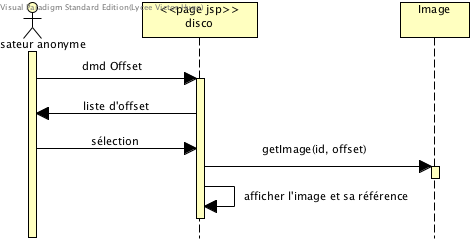 Visual Paradigm Standard Edition(Lycee Victor Hugo)
<<page jsp>>
disco
Image
sateur anonyme
dmd Offset
liste d'offset
sélection
getImage(id, offset)
afficher l'image et sa référence